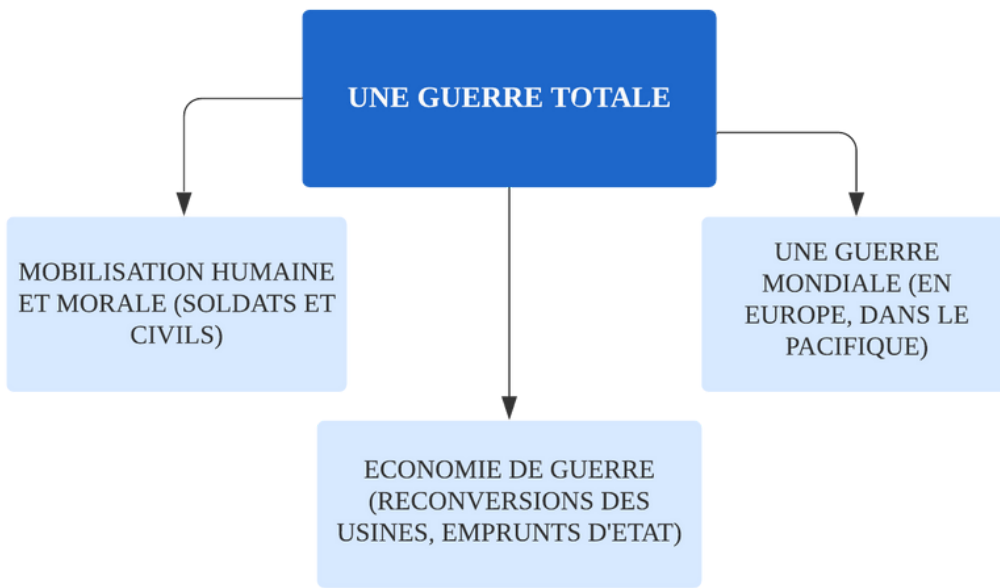 UNE GUERRE TOTALE
MOBILISATION HUMAINE
ET MORALE (SOLDATS ET
CIVILS)
UNE GUERRE
MONDIALE (EN
EUROPE, DANS LE
PACIFIQUE)
ECONOMIE DE GUERRE
(RECONVERSIONS DES
USINES, EMPRUNTS D'ETAT)